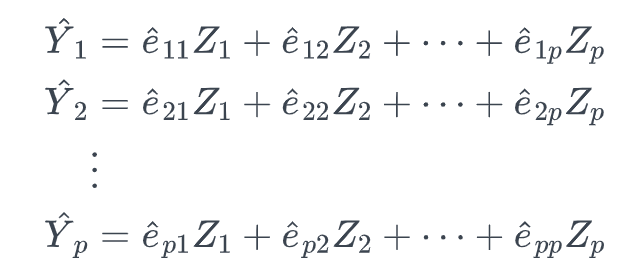 Ŷ₁ = ê₁₁Z₁ + ê₁₂Z₂ + ⋯ + ê₁ₚZₚ
Ŷ₂ = ê₂₁Z₁ + ê₂₂Z₂ + ⋯ + ê₂ₚZₚ
⋮
Ŷₚ = êₚ₁Z₁ + êₚ₂Z₂ + ⋯ + êₚₚZₚ